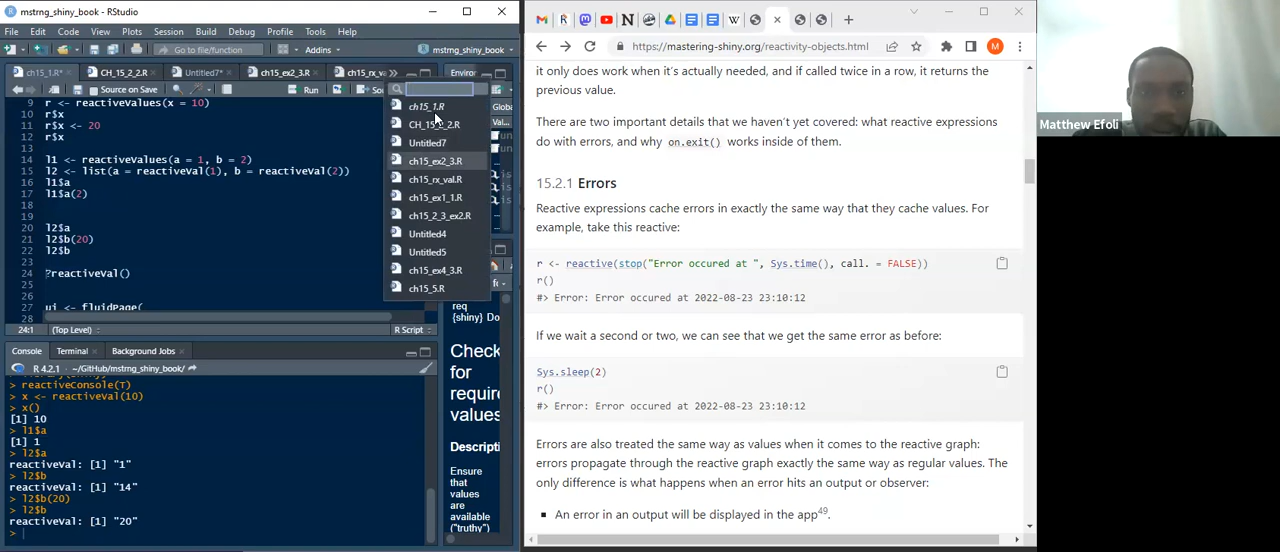 mstrng_shiny_book - RStudio
File Edit Code View Plots Session Build Debug Profile Tools Help
Go to file/function Addins mstrng_shiny_book
ch15_1.R* CH_15_2_2.R Untitled7* ch15_ex2_3.R ch15_rx_va Enviro
Source on Save Run Sou
9 r <- reactiveValues(x = 10)
10 r$x
11 r$x <- 20
12 r$x
13
14 l1 <- reactiveValues(a = 1, b = 2)
15 l2 <- list(a = reactiveVal(1), b = reactiveVal(2))
16 l1$a
17 l1$a(2)
18
19
20 l2$a
21 l2$b(20)
22 l2$b
23
24 ?reactiveVal()
25
26
27 ui <- fluidPage(
28
24:1 (Top Level) R Script
ch15_1.R
CH_15_2_2.R
Untitled7
ch15_ex2_3.R
ch15_rx_val.R
ch15_ex1_1.R
ch15_2_3_ex2.R
Untitled4
Untitled5
ch15_ex4_3.R
ch15_5.R
Globa
Val...
req
{shiny} Do
Check
for
require
values
Descripti
Ensure
that
values
are
available
("truthy")
Console Terminal Background Jobs
R 4.2.1 · ~/GitHub/mstrng_shiny_book/
> reactiveConsole(T)
> x <- reactiveVal(10)
> x()
[1] 10
> l1$a
[1] 1
> l2$a
reactiveVal: [1] "1"
> l2$b
reactiveVal: [1] "14"
> l2$b(20)
> l2$b
reactiveVal: [1] "20"
>
https://mastering-shiny.org/reactivity-objects.html
M
it only does work when it's actually needed, and if called twice in a row, it returns the
previous value.
There are two important details that we haven't yet covered: what reactive expressions
do with errors, and why on.exit() works inside of them.
15.2.1 Errors
Reactive expressions cache errors in exactly the same way that they cache values. For
example, take this reactive:
r <- reactive(stop("Error occured at ", Sys.time(), call. = FALSE))
r()
#> Error: Error occured at 2022-08-23 23:10:12
If we wait a second or two, we can see that we get the same error as before:
Sys.sleep(2)
r()
#> Error: Error occured at 2022-08-23 23:10:12
Errors are also treated the same way as values when it comes to the reactive graph:
errors propagate through the reactive graph exactly the same way as regular values. The
only difference is what happens when an error hits an output or observer:
▪ An error in an output will be displayed in the app49.
Matthew Efoli